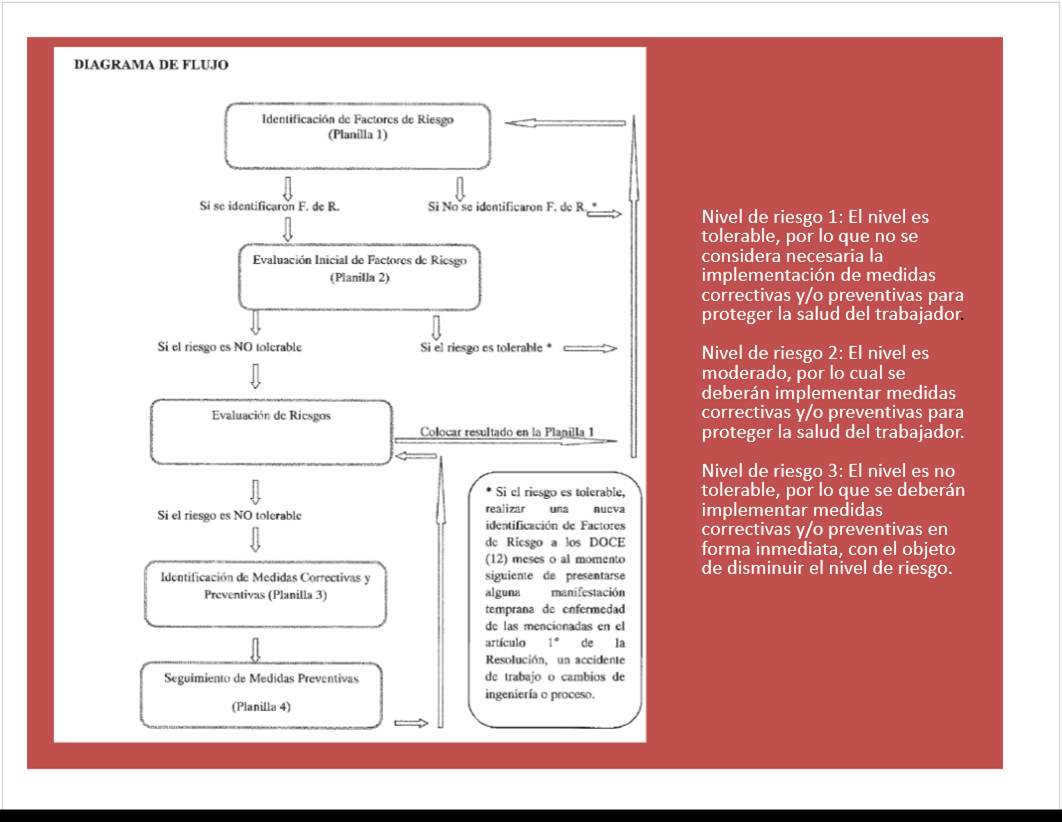 DIAGRAMA DE FLUJO
Identificación de Factores de Riesgo
(Planilla 1)
Si se identificaron F. de R.
Si No se identificaron F. de R. *
Evaluación Inicial de Factores de Riesgo
(Planilla 2)
Si el riesgo es NO tolerable
Si el riesgo es tolerable *
Evaluación de Riesgos
Colocar resultado en la Planilla 1
Si el riesgo es NO tolerable
Identificación de Medidas Correctivas y
Preventivas (Planilla 3)
Seguimiento de Medidas Preventivas
(Planilla 4)
* Si el riesgo es tolerable,
realizar una nueva
identificación de Factores
de Riesgo a los DOCE
(12) meses o al momento
siguiente de presentarse
alguna manifestación
temprana de enfermedad
de las mencionadas en el
artículo 1° de la
Resolución, un accidente
de trabajo o cambios de
ingeniería o proceso.
Nivel de riesgo 1: El nivel es
tolerable, por lo que no se
considera necesaria la
implementación de medidas
correctivas y/o preventivas para
proteger la salud del trabajador.
Nivel de riesgo 2: El nivel es
moderado, por lo cual se
deberán implementar medidas
correctivas y/o preventivas para
proteger la salud del trabajador.
Nivel de riesgo 3: El nivel es no
tolerable, por lo que se deberán
implementar medidas
correctivas y/o preventivas en
forma inmediata, con el objeto
de disminuir el nivel de riesgo.